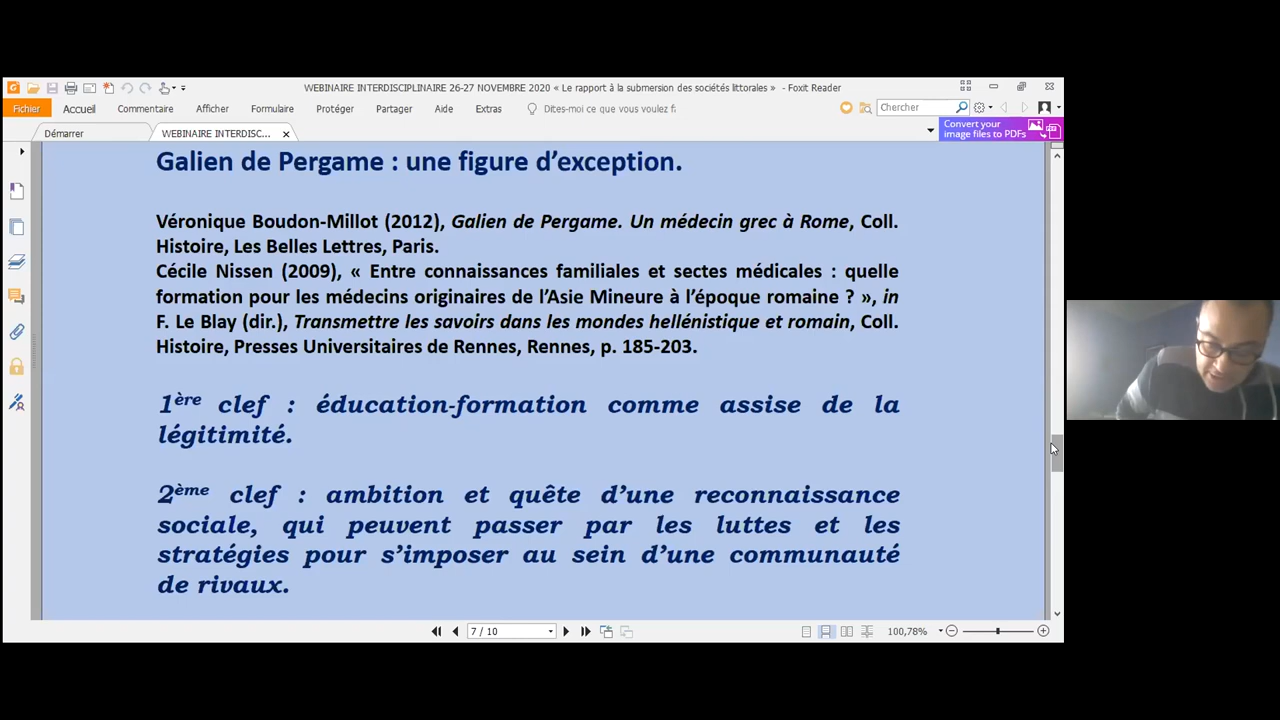 WEBINAIRE INTERDISCIPLINAIRE 26-27 NOVEMBRE 2020 « Le rapport à la submersion des sociétés littorales » - Foxit Reader
Fichier Accueil Commentaire Afficher Formulaire Protéger Partager Aide Extras Dites-moi ce que vous voulez f Chercher
Démarrer WEBINAIRE INTERDISC... Convert your
image files to PDFs
Galien de Pergame : une figure d’exception.
Véronique Boudon-Millot (2012), Galien de Pergame. Un médecin grec à Rome, Coll.
Histoire, Les Belles Lettres, Paris.
Cécile Nissen (2009), « Entre connaissances familiales et sectes médicales : quelle
formation pour les médecins originaires de l’Asie Mineure à l’époque romaine ? », in
F. Le Blay (dir.), Transmettre les savoirs dans les mondes hellénistique et romain, Coll.
Histoire, Presses Universitaires de Rennes, Rennes, p. 185-203.
1ère clef : éducation-formation comme assise de la
légitimité.
2ème clef : ambition et quête d’une reconnaissance
sociale, qui peuvent passer par les luttes et les
stratégies pour s’imposer au sein d’une communauté
de rivaux.
7 / 10 100,78%